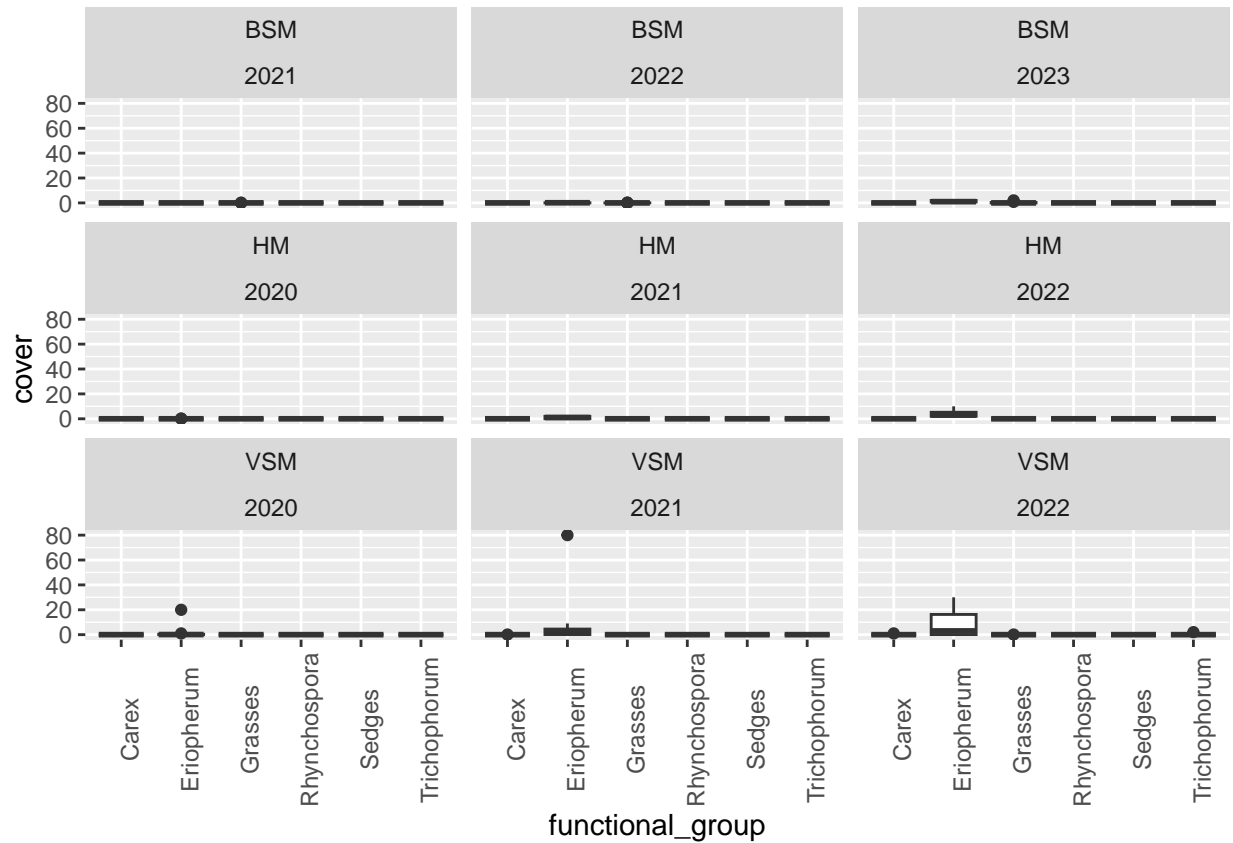 BSM BSM BSM
2021 2022 2023
80
60
40
20
0
HM HM HM
2020 2021 2022
80
60
40
20
0
cover
VSM VSM VSM
2020 2021 2022
80
60
40
20
0
Carex Eriopherum Grasses Rhynchospora Sedges Trichophorum Carex Eriopherum Grasses Rhynchospora Sedges Trichophorum Carex Eriopherum Grasses Rhynchospora Sedges Trichophorum
functional_group